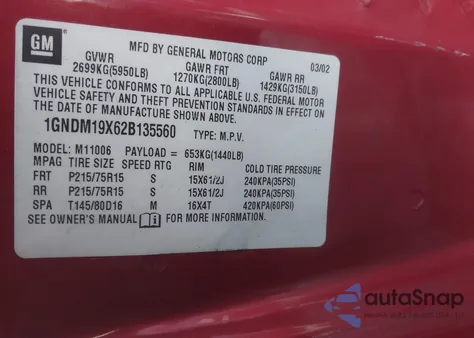 GM
MFD BY GENERAL MOTORS CORP 03/02
GVWR GAWR FRT GAWR RR
2699KG(5950LB) 1270KG(2800LB) 1429KG(3150LB)
THIS VEHICLE CONFORMS TO ALL APPLICABLE U.S. FEDERAL MOTOR
VEHICLE SAFETY AND THEFT PREVENTION STANDARDS IN EFFECT ON
THE DATE OF MANUFACTURE SHOWN ABOVE.
1GNDM19X62B135560 TYPE: M.P.V.
MODEL: M11006 PAYLOAD = 653KG(1440LB)
MPAG TIRE SIZE SPEED RTG RIM COLD TIRE PRESSURE
FRT P215/75R15 S 15X61/2J 240KPA(35PSI)
RR P215/75R15 S 15X61/2J 240KPA(35PSI)
SPA T145/80D16 M 16X4T 420KPA(60PSI)
SEE OWNER'S MANUAL FOR MORE INFORMATION.
autoSnap